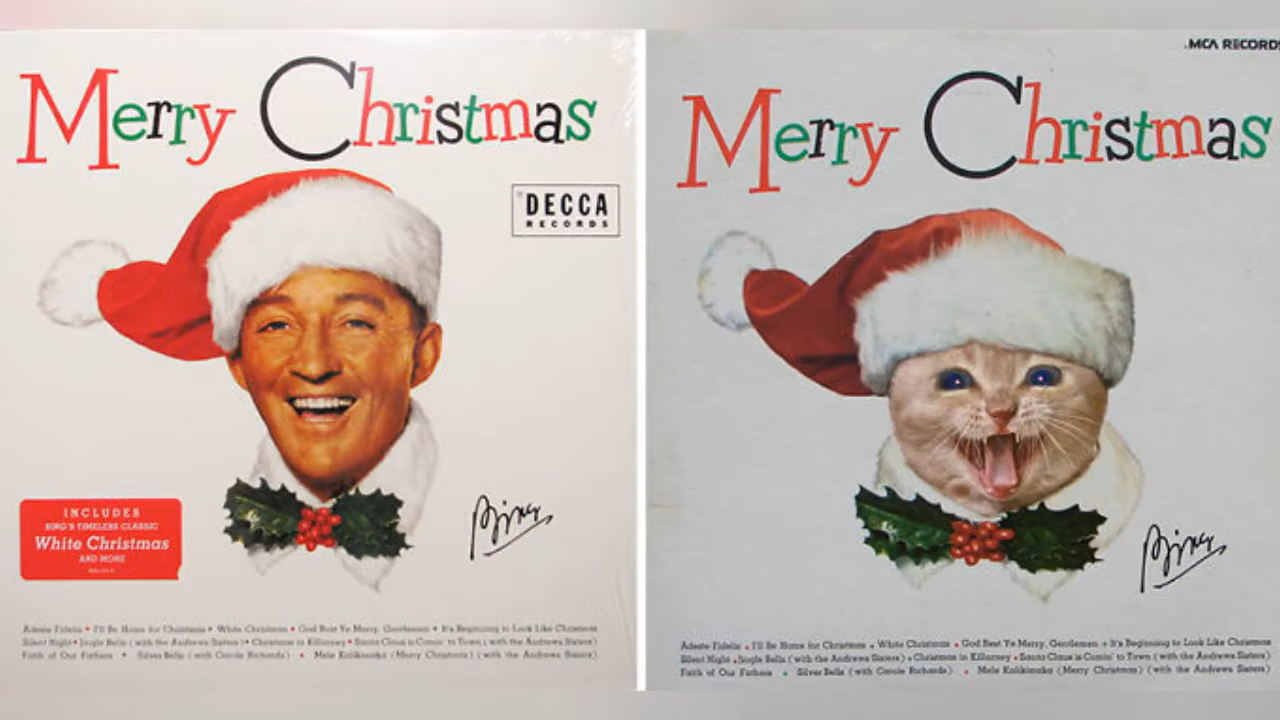 Merry Christmas
DECCA
RECORDS
INCLUDES
BING'S TIMELESS CLASSIC
White Christmas
AND MORE
Bing
Adeste Fidelis • I'll Be Home for Christmas • White Christmas • God Rest Ye Merry, Gentlemen • It's Beginning to Look Like Christmas
Silent Night • Jingle Bells (with the Andrews Sisters) • Christmas in Killarney • Santa Claus is Comin' to Town (with the Andrews Sisters)
Faith of Our Fathers • Silver Bells (with Carole Richards) • Mele Kalikimaka (Merry Christmas) (with the Andrews Sisters)
MCA RECORDS
Merry Christmas
Bing
Adeste Fidelis • I'll Be Home for Christmas • White Christmas • God Rest Ye Merry, Gentlemen • It's Beginning to Look Like Christmas
Silent Night • Jingle Bells (with the Andrews Sisters) • Christmas in Killarney • Santa Claus is Comin' to Town (with the Andrews Sisters)
Faith of Our Fathers • Silver Bells (with Carole Richards) • Mele Kalikimaka (Merry Christmas) (with the Andrews Sisters)